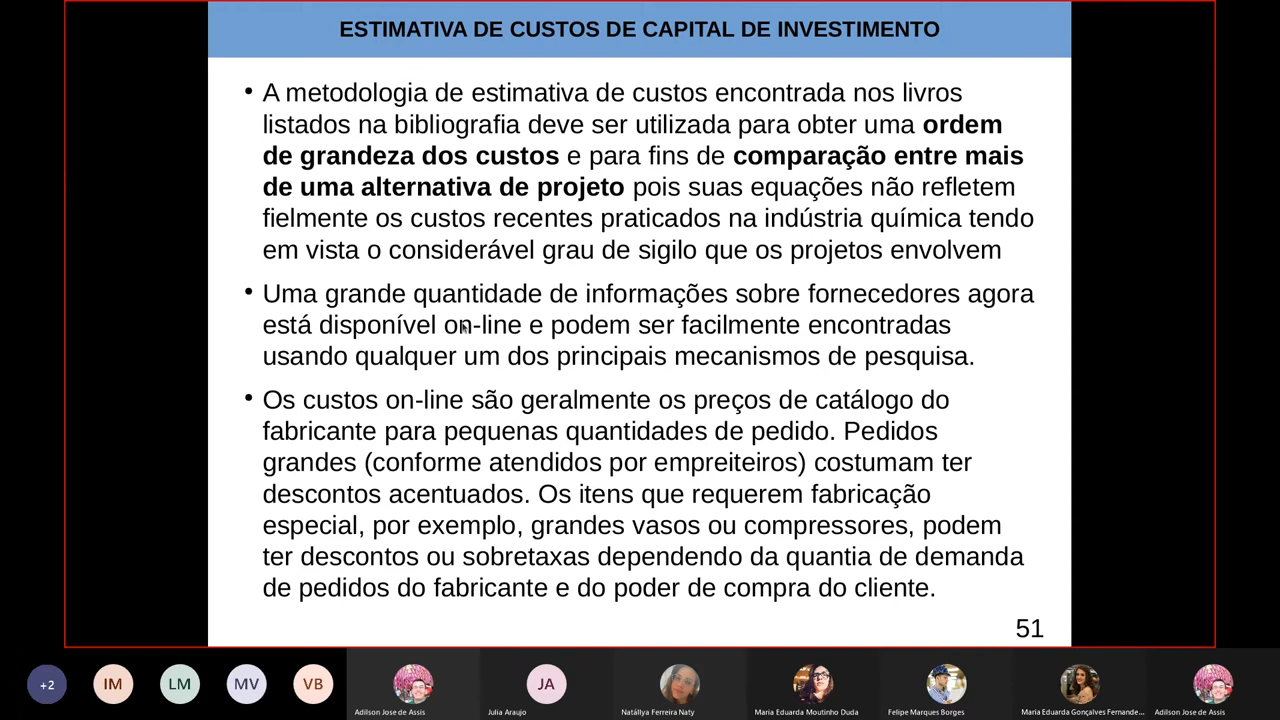 ESTIMATIVA DE CUSTOS DE CAPITAL DE INVESTIMENTO
• A metodologia de estimativa de custos encontrada nos livros
listados na bibliografia deve ser utilizada para obter uma ordem
de grandeza dos custos e para fins de comparação entre mais
de uma alternativa de projeto pois suas equações não refletem
fielmente os custos recentes praticados na indústria química tendo
em vista o considerável grau de sigilo que os projetos envolvem
• Uma grande quantidade de informações sobre fornecedores agora
está disponível on-line e podem ser facilmente encontradas
usando qualquer um dos principais mecanismos de pesquisa.
• Os custos on-line são geralmente os preços de catálogo do
fabricante para pequenas quantidades de pedido. Pedidos
grandes (conforme atendidos por empreiteiros) costumam ter
descontos acentuados. Os itens que requerem fabricação
especial, por exemplo, grandes vasos ou compressores, podem
ter descontos ou sobretaxas dependendo da quantia de demanda
de pedidos do fabricante e do poder de compra do cliente.
51
+2 IM LM MV VB JA
Adilson Jose de Assis Julia Araujo Natállya Ferreira Naty Maria Eduarda Moutinho Duda Felipe Marques Borges Maria Eduarda Gonçalves Fernande... Adilson Jose de Assis